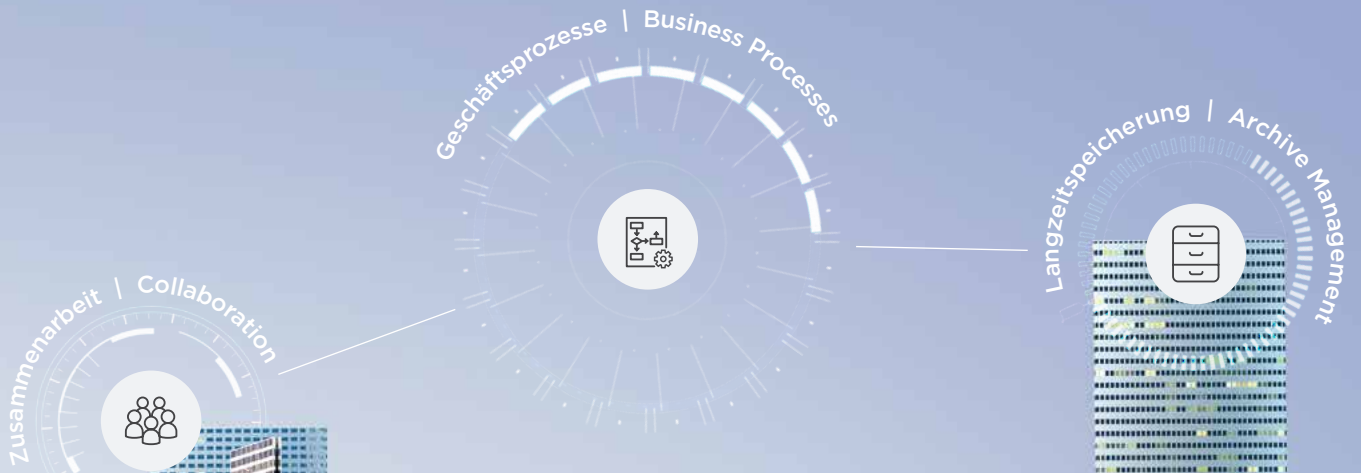 Zusammenarbeit | Collaboration
Geschäftsprozesse | Business Processes
Langzeitspeicherung | Archive Management